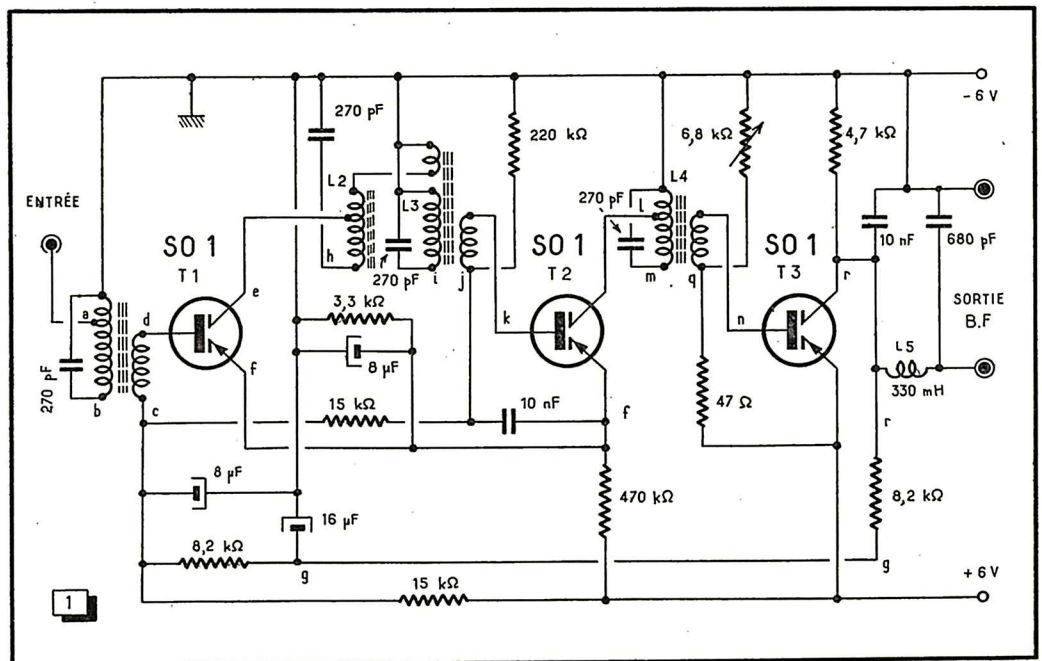 - 6 V
270 pF
220 kΩ
6,8 kΩ
4,7 kΩ
L2
L3
L4
270 pF
l
ENTRÉE
SO 1
T1
e
h
270 pF
i
j
SO 1
T2
m
q
SO 1
T3
10 nF
680 pF
r
a
d
3,3 kΩ
k
n
SORTIE
B.F
270 pF
f
8 µF
L5
330 mH
b
c
15 kΩ
10 nF
f
47 Ω
r
8 µF
470 kΩ
8,2 kΩ
16 µF
8,2 kΩ
g
g
15 kΩ
+ 6 V
1